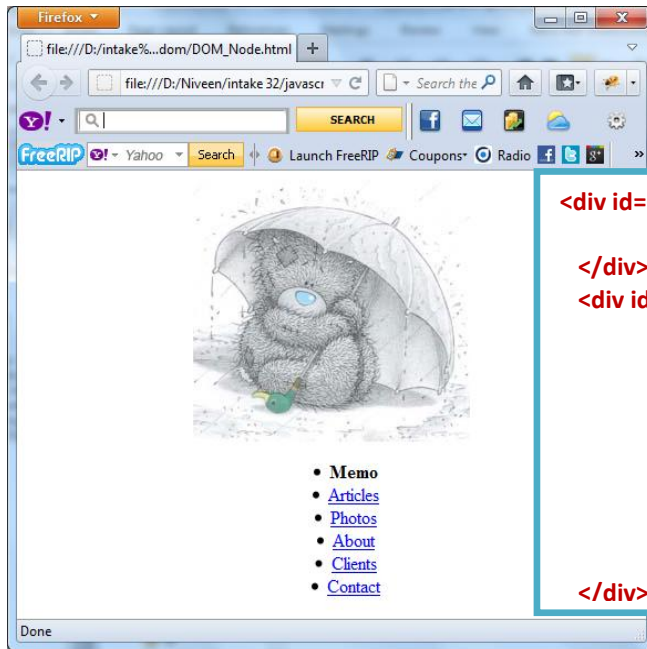 Firefox
file:///D:/intake%...dom/DOM_Node.html
file:///D:/Niveen/intake 32/javascr
Search the
Y!
SEARCH
FreeRIP Y! Yahoo Search Launch FreeRIP Coupons Radio »
<div id=
</div>
<div id
Memo
Articles
Photos
About
Clients
Contact
</div>
Done